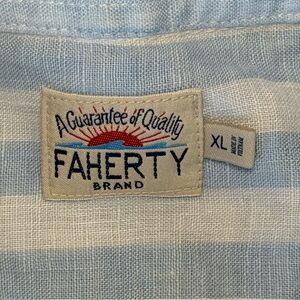 A Guarantee of Quality
FAHERTY
BRAND
XL